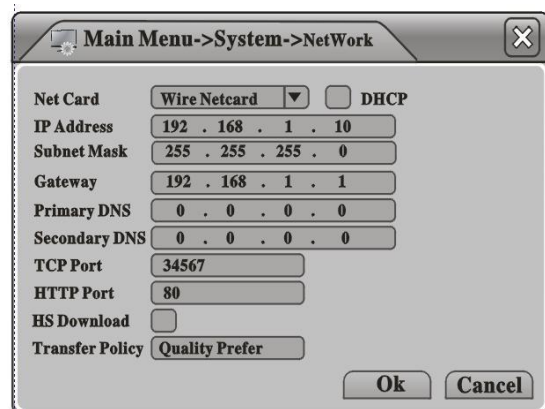 Main Menu->System->NetWork
Net Card Wire Netcard DHCP
IP Address 192 . 168 . 1 . 10
Subnet Mask 255 . 255 . 255 . 0
Gateway 192 . 168 . 1 . 1
Primary DNS 0 . 0 . 0 . 0
Secondary DNS 0 . 0 . 0 . 0
TCP Port 34567
HTTP Port 80
HS Download
Transfer Policy Quality Prefer
Ok Cancel